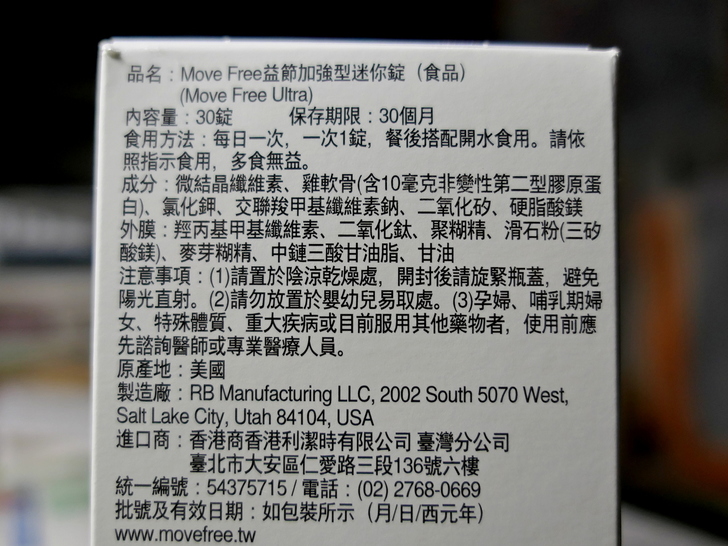 品名：Move Free益節加強型迷你錠（食品）
(Move Free Ultra)
內容量：30錠 保存期限：30個月
食用方法：每日一次，一次1錠，餐後搭配開水食用。請依
照指示食用，多食無益。
成分：微結晶纖維素、雞軟骨(含10毫克非變性第二型膠原蛋
白)、氯化鉀、交聯羧甲基纖維素鈉、二氧化矽、硬脂酸鎂
外膜：羥丙基甲基纖維素、二氧化鈦、聚糊精、滑石粉(三矽
酸鎂)、麥芽糊精、中鏈三酸甘油脂、甘油
注意事項：(1)請置於陰涼乾燥處，開封後請旋緊瓶蓋，避免
陽光直射。(2)請勿放置於嬰幼兒易取處。(3)孕婦、哺乳期婦
女、特殊體質、重大疾病或目前服用其他藥物者，使用前應
先諮詢醫師或專業醫療人員。
原產地：美國
製造廠：RB Manufacturing LLC, 2002 South 5070 West,
Salt Lake City, Utah 84104, USA
進口商：香港商香港利潔時有限公司 臺灣分公司
臺北市大安區仁愛路三段136號六樓
統一編號：54375715 / 電話：(02) 2768-0669
批號及有效日期：如包裝所示（月/日/西元年）
www.movefree.tw